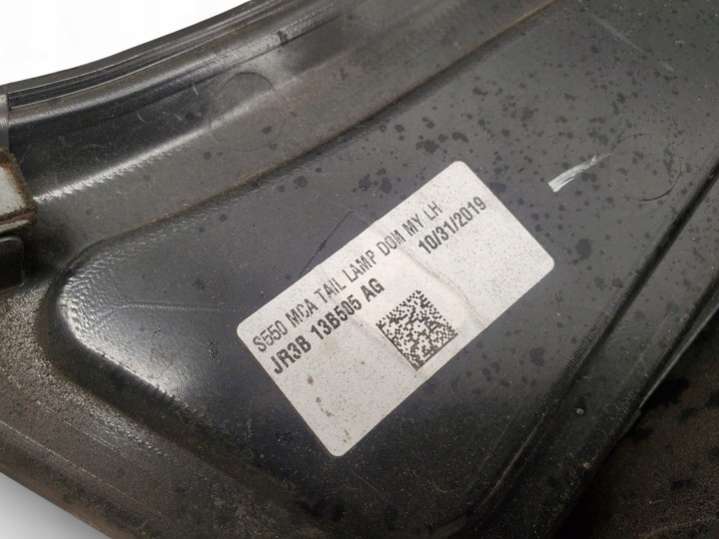 S550 MCA TAIL LAMP DOM MY LH
JR3B 13B505 AG 10/31/2019